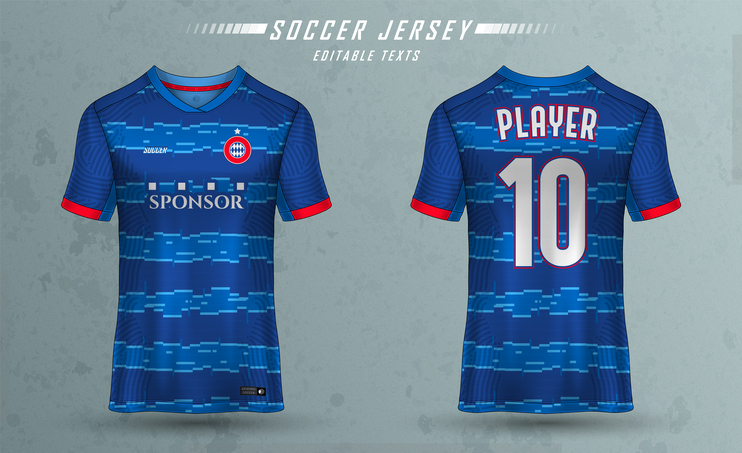 SOCCER JERSEY
EDITABLE TEXTS
SOCCER
SPONSOR
PLAYER
10